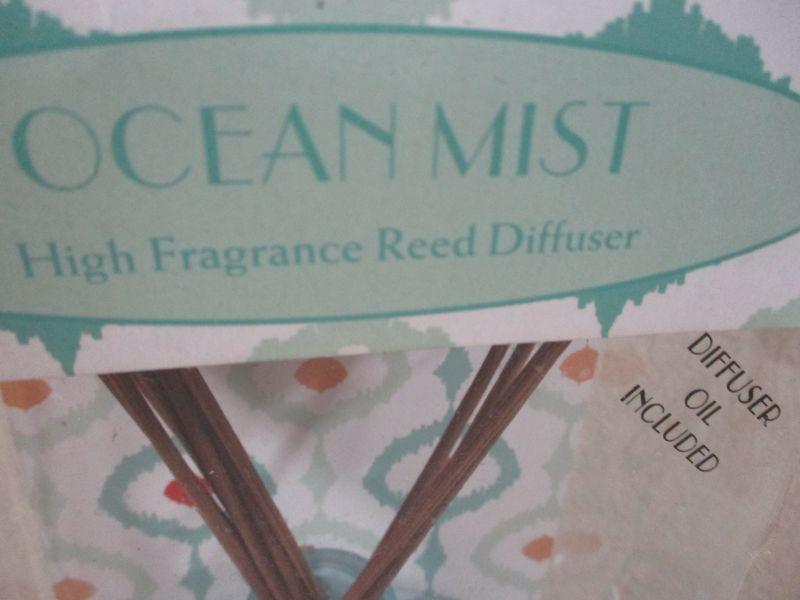 OCEAN MIST
High Fragrance Reed Diffuser
DIFFUSER
OIL
INCLUDED